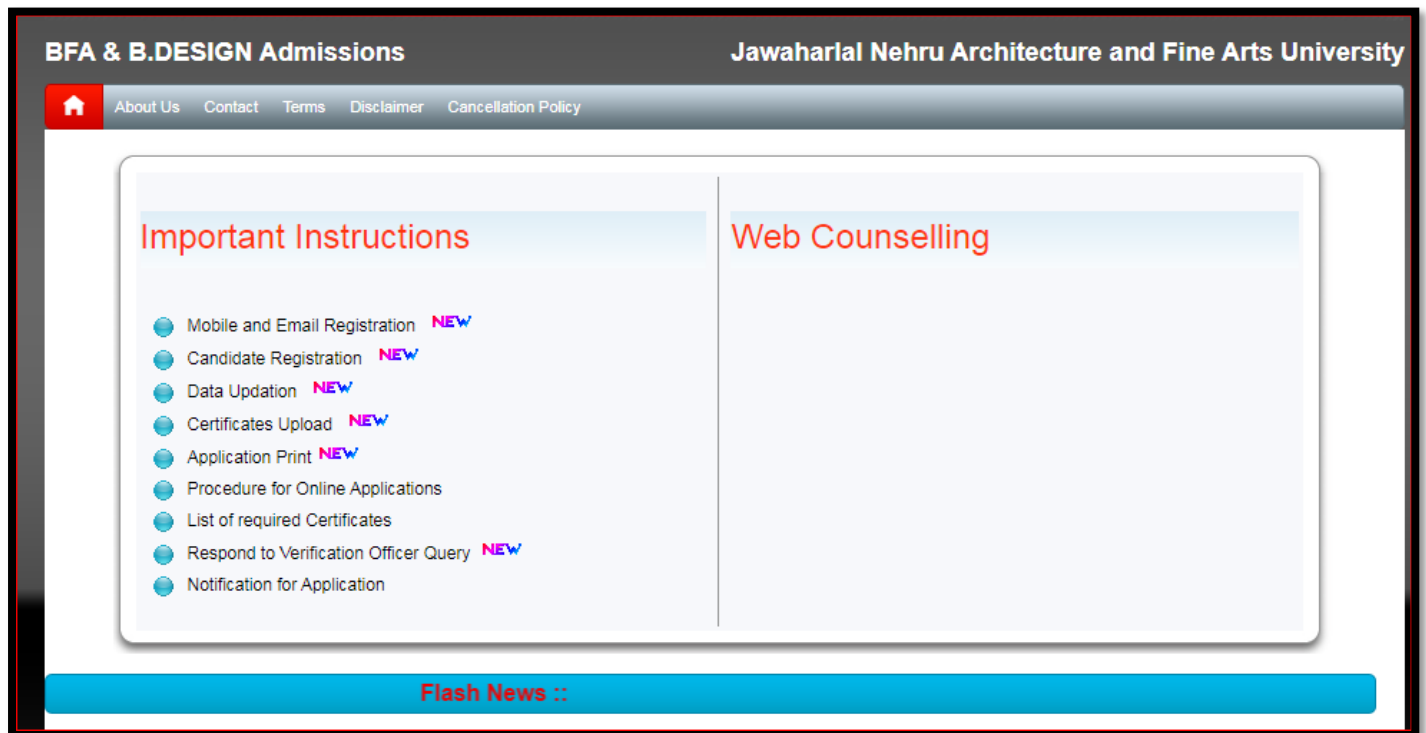 BFA & B.DESIGN Admissions
Jawaharlal Nehru Architecture and Fine Arts University
About Us Contact Terms Disclaimer Cancellation Policy
Important Instructions
Mobile and Email Registration NEW
Candidate Registration NEW
Data Updation NEW
Certificates Upload NEW
Application Print NEW
Procedure for Online Applications
List of required Certificates
Respond to Verification Officer Query NEW
Notification for Application
Web Counselling
Flash News ::